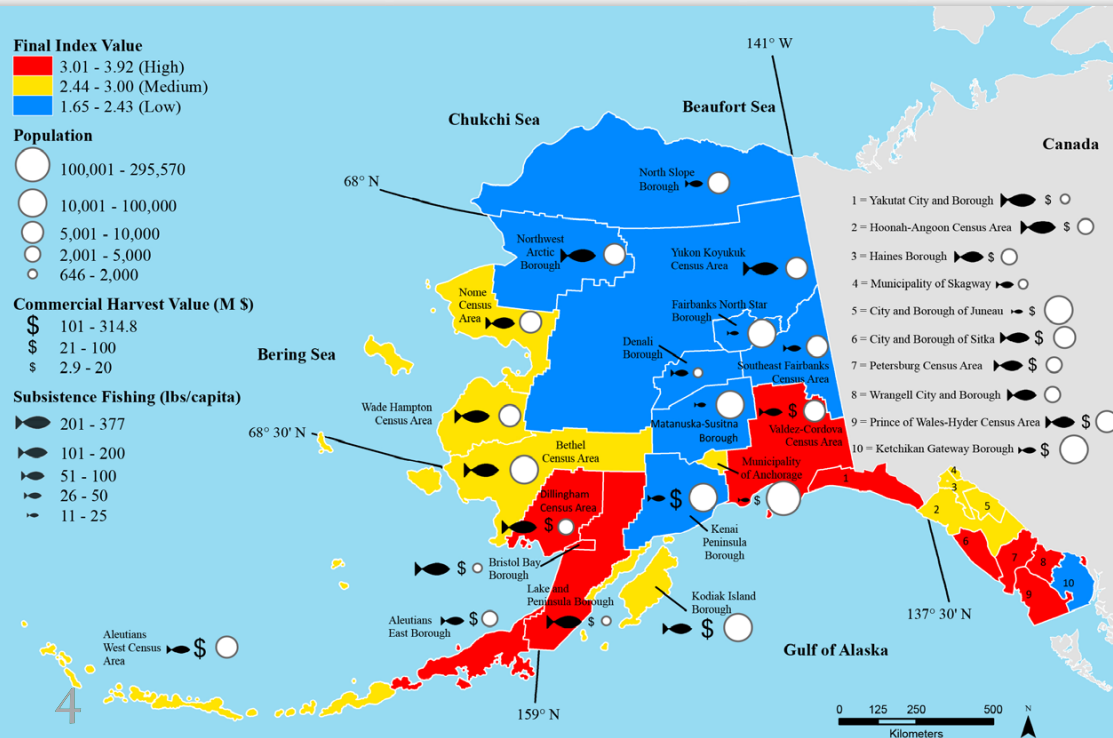 Final Index Value
3.01 - 3.92 (High)
2.44 - 3.00 (Medium)
1.65 - 2.43 (Low)
Population
100,001 - 295,570
10,001 - 100,000
5,001 - 10,000
2,001 - 5,000
646 - 2,000
Commercial Harvest Value (M $)
$ 101 - 314.8
$ 21 - 100
$ 2.9 - 20
Subsistence Fishing (lbs/capita)
201 - 377
101 - 200
51 - 100
26 - 50
11 - 25
141° W
Beaufort Sea
Chukchi Sea
68° N
Canada
North Slope
Borough
Northwest
Arctic
Borough
Yukon Koyukuk
Census Area
Nome
Census
Area
Fairbanks North Star
Borough
Bering Sea
Denali
Borough
Southeast Fairbanks
Census Area
Wade Hampton
Census Area
68° 30' N
Matanuska-Susitna
Borough
$
Valdez-Cordova
Census Area
Bethel
Census Area
Municipality
of Anchorage
$
Dillingham
Census Area
$
$
Kenai
Peninsula
Borough
$
Bristol Bay
Borough
Lake and
Peninsula Borough
$
Kodiak Island
Borough
$
Aleutians
East Borough
$
Aleutians
West Census
Area
$
Gulf of Alaska
137° 30' N
159° N
1 = Yakutat City and Borough $
2 = Hoonah-Angoon Census Area $
3 = Haines Borough $
4 = Municipality of Skagway
5 = City and Borough of Juneau $
6 = City and Borough of Sitka $
7 = Petersburg Census Area $
8 = Wrangell City and Borough
9 = Prince of Wales-Hyder Census Area $
10 = Ketchikan Gateway Borough $
1
2
3
4
5
6
7
8
9
10
4
0 125 250 500
Kilometers
N